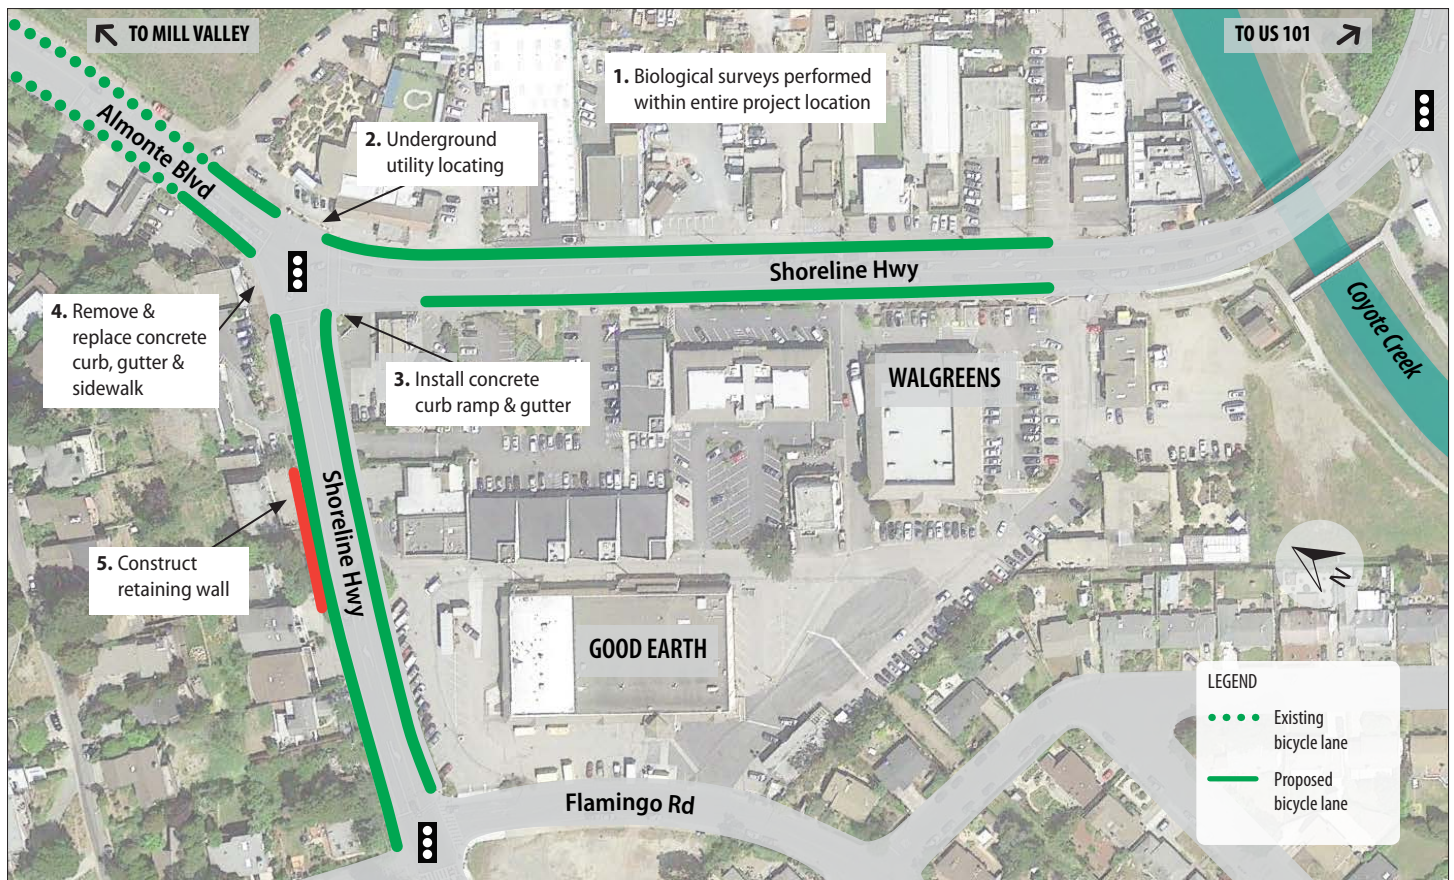 TO MILL VALLEY
TO US 101
1. Biological surveys performed
within entire project location
2. Underground
utility locating
Almonte Blvd
Shoreline Hwy
Coyote Creek
4. Remove &
replace concrete
curb, gutter &
sidewalk
3. Install concrete
curb ramp & gutter
WALGREENS
Shoreline Hwy
5. Construct
retaining wall
N
GOOD EARTH
LEGEND
Existing
bicycle lane
Proposed
bicycle lane
Flamingo Rd